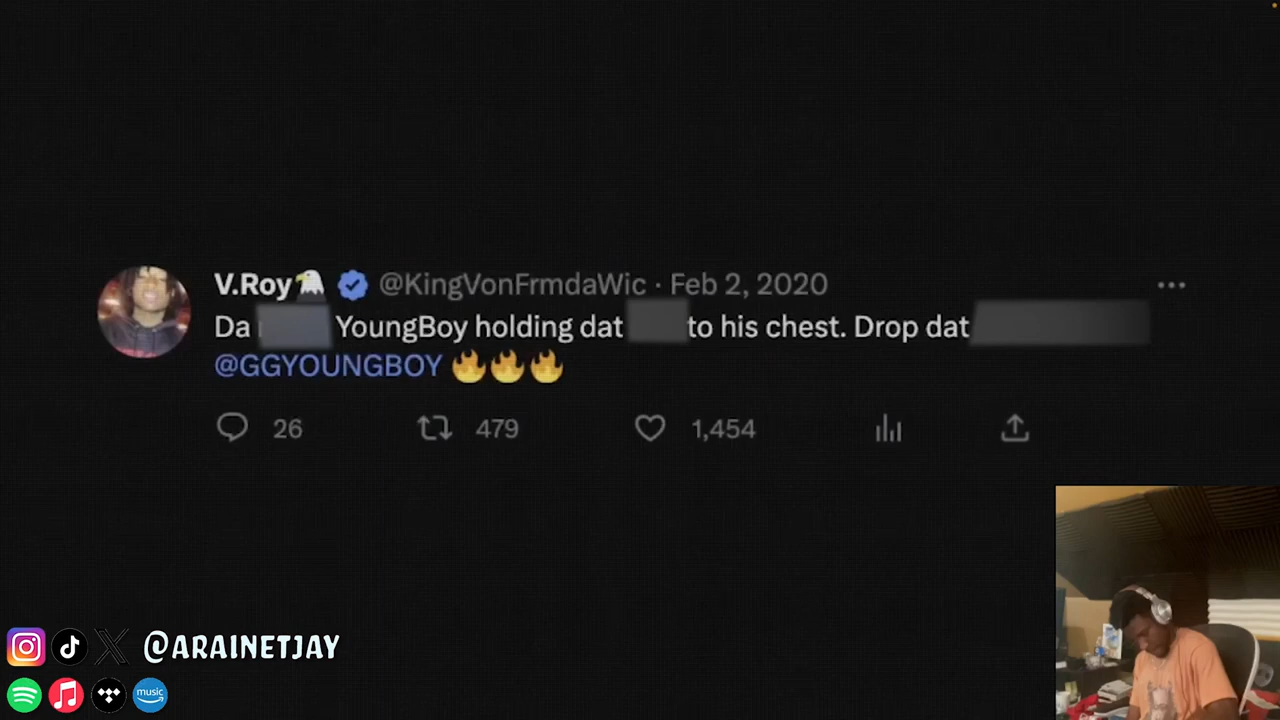 V.Roy🦅 @KingVonFrmdaWic · Feb 2, 2020
Da YoungBoy holding dat to his chest. Drop dat
@GGYOUNGBOY 🔥🔥🔥
26 479 1,454
@ARAINETJAY
music